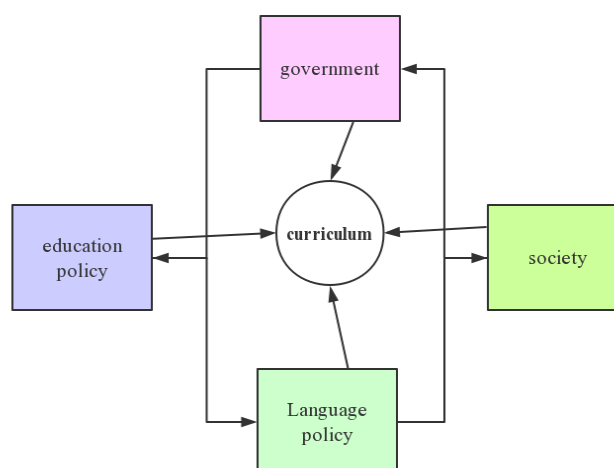 government
education
policy
curriculum
society
Language
policy